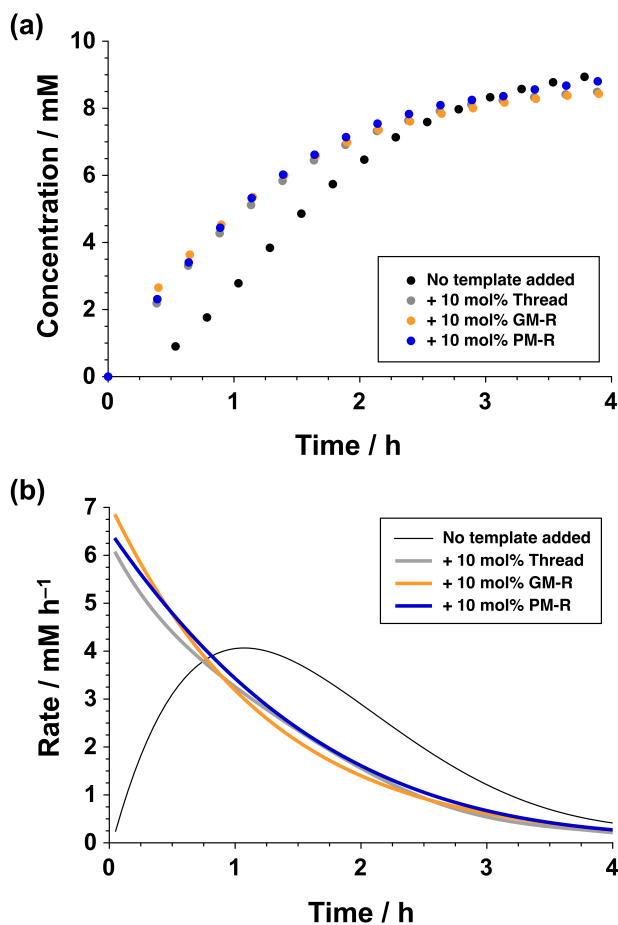 (a)
10
8
6
4
2
0
Concentration / mM
No template added
+ 10 mol% Thread
+ 10 mol% GM-R
+ 10 mol% PM-R
0
1
2
3
4
Time / h
(b)
7
6
5
4
3
2
1
0
Rate / mM h⁻¹
No template added
+ 10 mol% Thread
+ 10 mol% GM-R
+ 10 mol% PM-R
0
1
2
3
4
Time / h